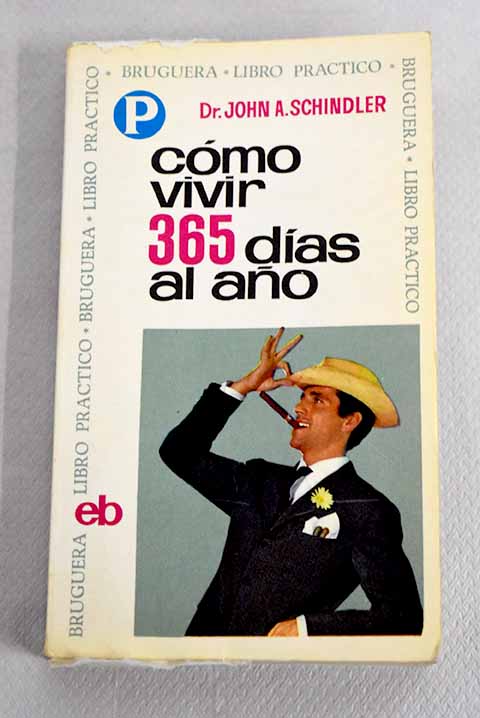 BRUGUERA • LIBRO PRACTICO •
BRUGUERA • LIBRO PRACTICO
BRUGUERA LIBRO PRACTICO • BRUGUERA • LIBRO PRACTICO •
P
Dr. JOHN A. SCHINDLER
cómo
vivir
365 días
al año
eb